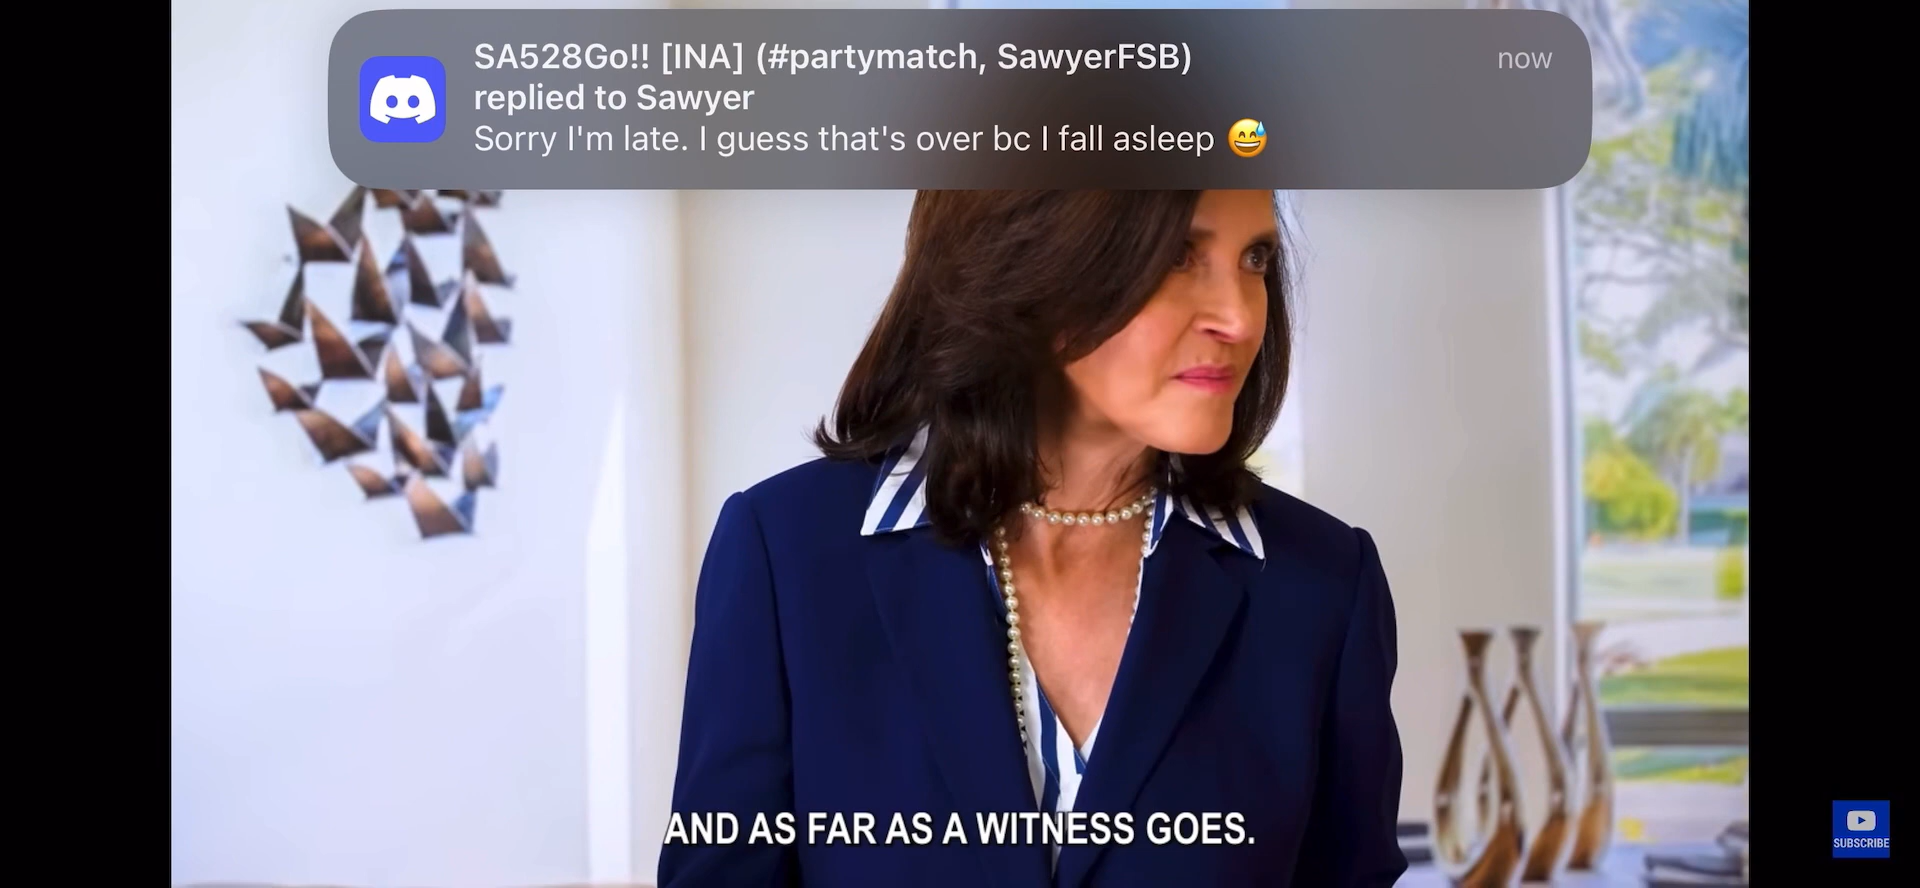 SA528Go!! [INA] (#partymatch, SawyerFSB)
now
replied to Sawyer
Sorry I'm late. I guess that's over bc I fall asleep 😅
AND AS FAR AS A WITNESS GOES.
SUBSCRIBE